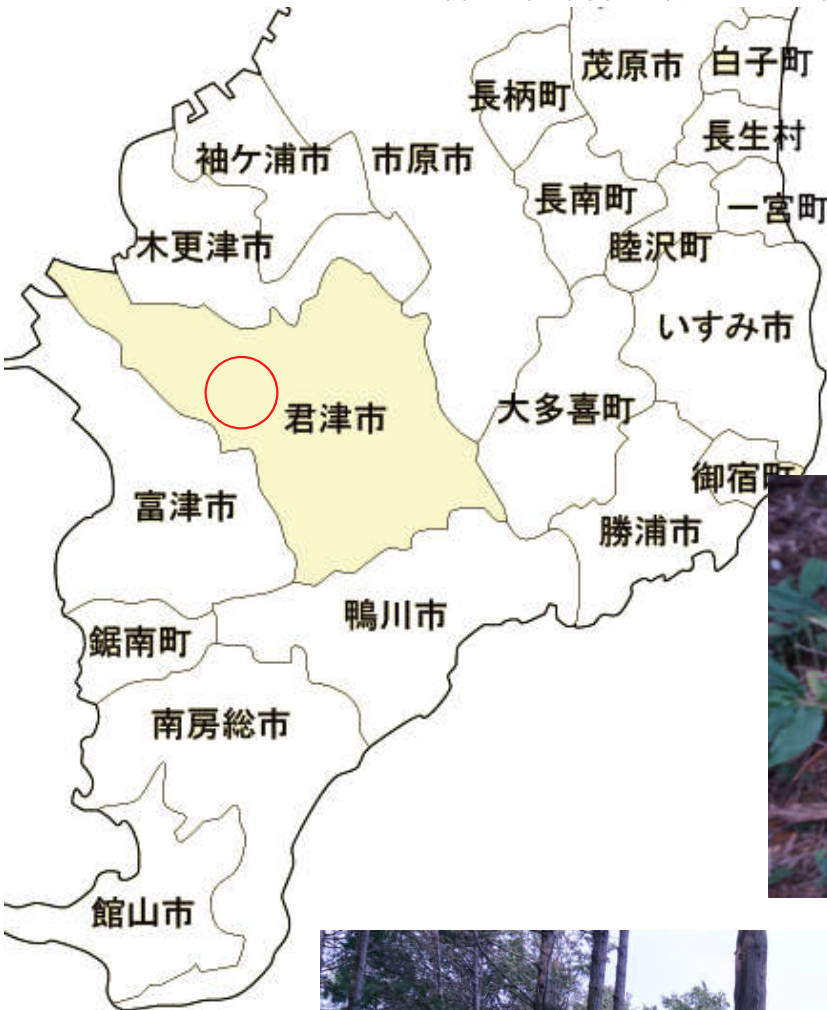 茂原市
白子町
長柄町
長生村
袖ケ浦市
市原市
長南町
一宮町
木更津市
睦沢町
いすみ市
大多喜町
君津市
御宿町
富津市
勝浦市
鴨川市
鋸南町
南房総市
館山市